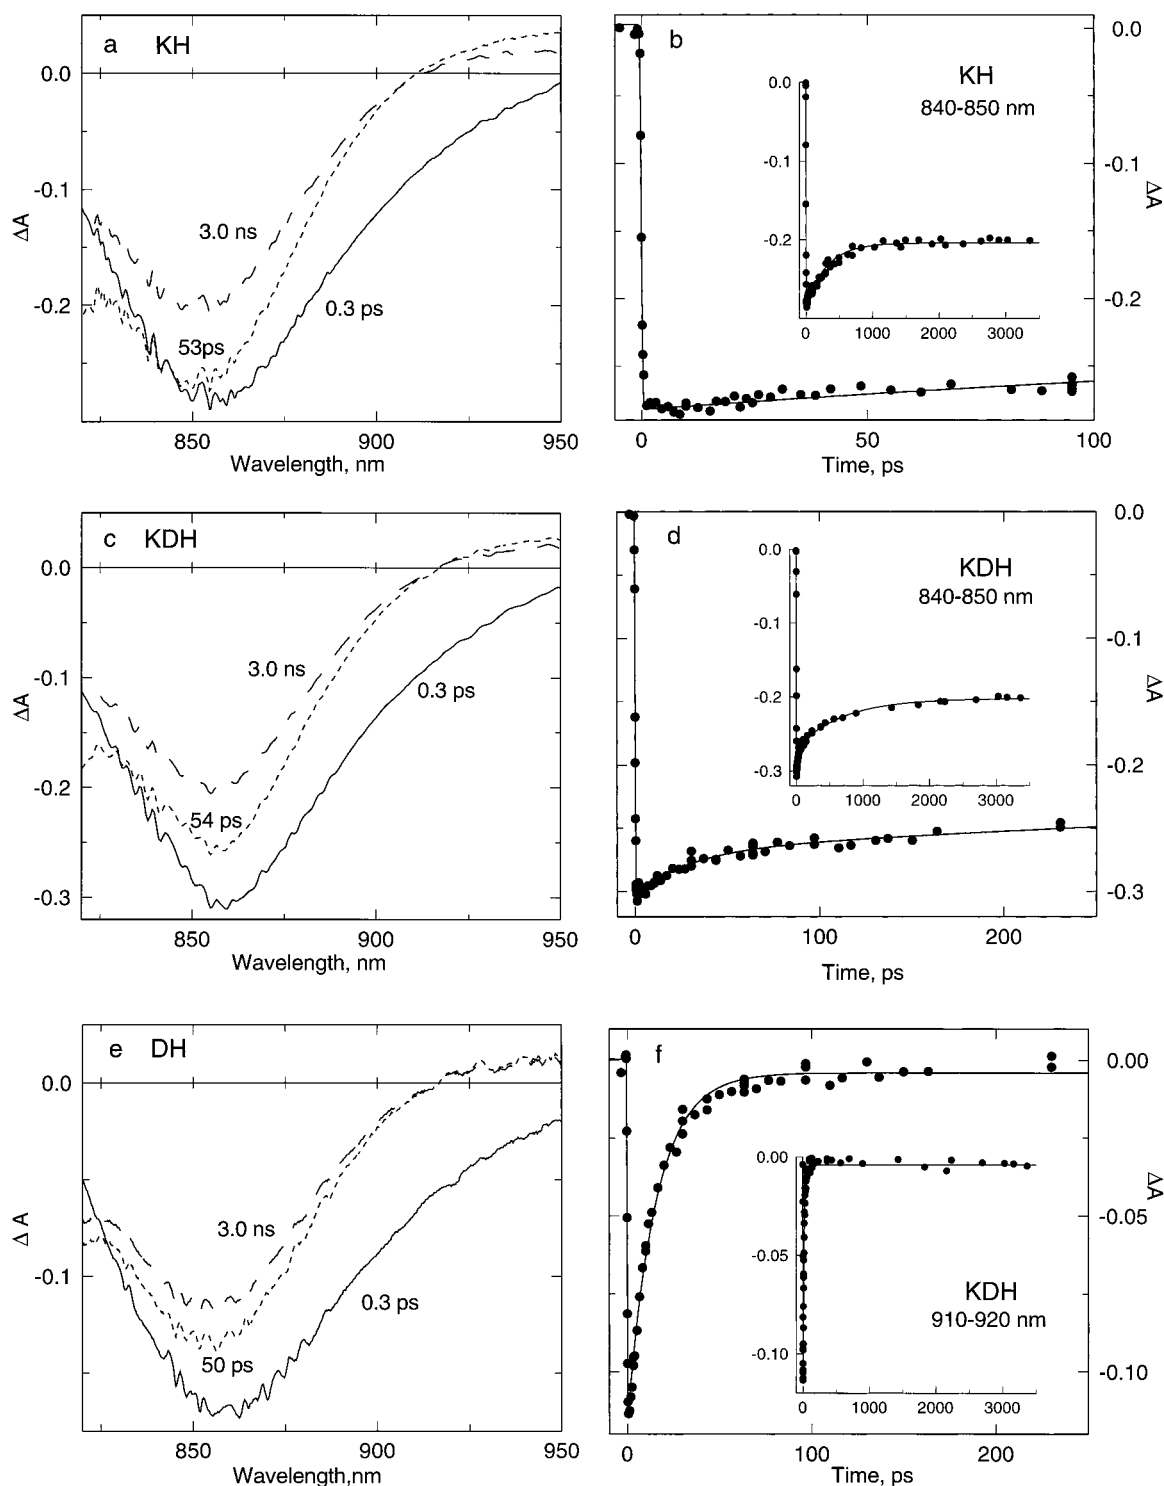 a KH
0.0
-0.1
-0.2
ΔA
3.0 ns
53ps
0.3 ps
850
900
950
Wavelength, nm
b
KH
840-850 nm
0.0
-0.1
-0.2
0
1000
2000
3000
0.0
-0.1
-0.2
ΔA
0
50
100
Time, ps
c KDH
0.0
-0.1
-0.2
-0.3
ΔA
3.0 ns
54 ps
0.3 ps
850
900
950
Wavelength, nm
d
KDH
840-850 nm
0.0
-0.1
-0.2
-0.3
0
1000
2000
3000
0.0
-0.1
-0.2
-0.3
ΔA
0
100
200
Time, ps
e DH
0.0
-0.1
Δ A
3.0 ns
50 ps
0.3 ps
850
900
950
Wavelength,nm
f
0.00
-0.05
-0.10
0
1000
2000
3000
KDH
910-920 nm
0.00
-0.05
-0.10
ΔA
0
100
200
Time, ps